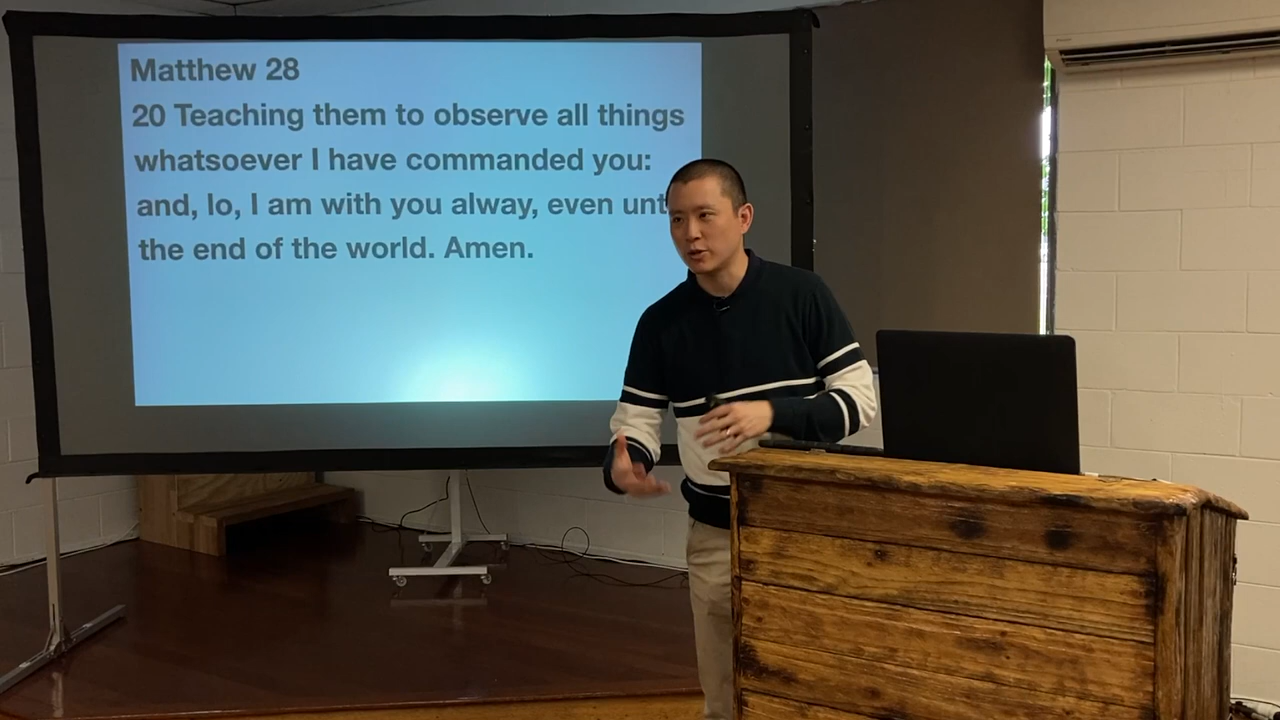 Matthew 28
20 Teaching them to observe all things
whatsoever I have commanded you:
and, lo, I am with you alway, even unt
the end of the world. Amen.